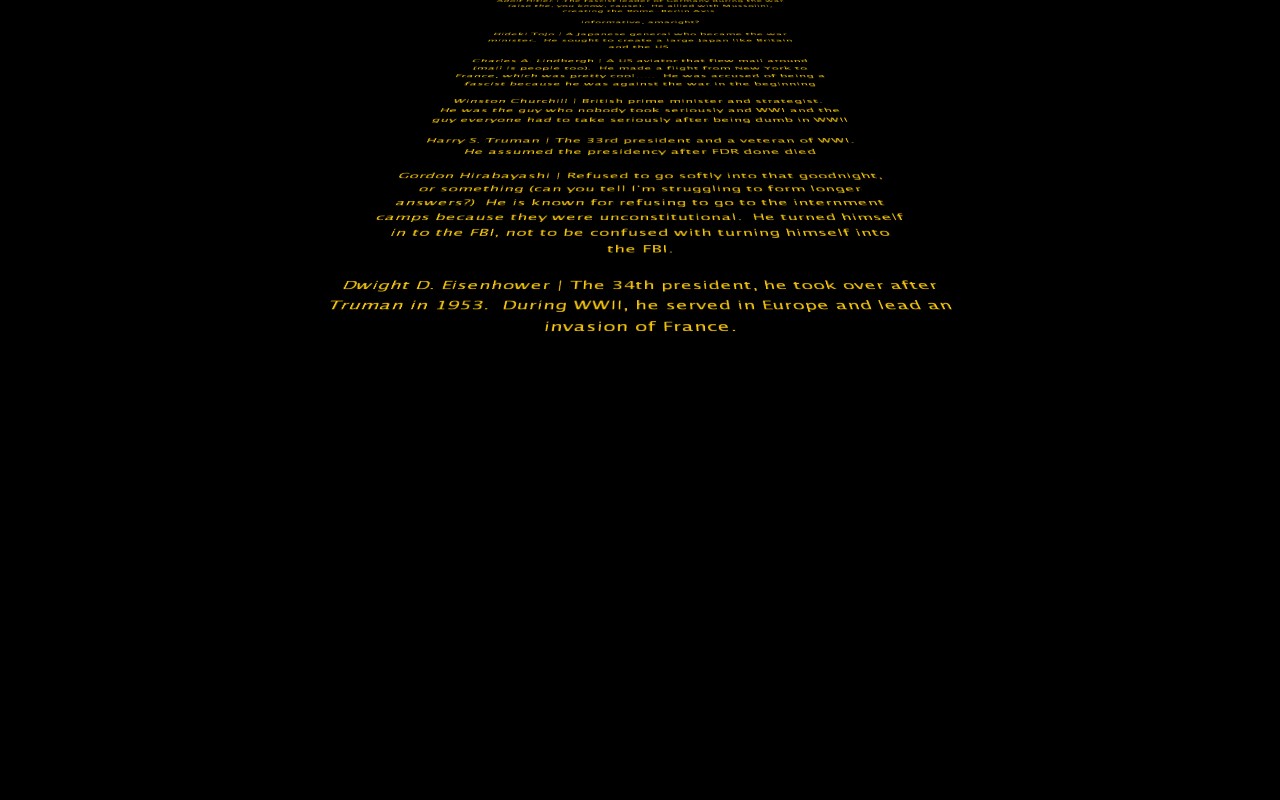 Adolf Hitler | The fascist leader of Germany during the war
(also the, you know, cause).  He allied with Mussolini,
creating the Rome, Berlin Axis
Informative, amaright?
Hideki Tojo | A Japanese general who became the war
minister.  He sought to create a large Japan like Britain
and the US
Charles A. Lindbergh | A US aviator that flew mail around
(mail is people too).  He made a flight from New York to
France, which was pretty cool . . .  He was accused of being a
fascist because he was against the war in the beginning
Winston Churchill | British prime minister and strategist.
He was the guy who nobody took seriously and WWI and the
guy everyone had to take seriously after being dumb in WWII
Harry S. Truman | The 33rd president and a veteran of WWI.
He assumed the presidency after FDR done died
Gordon Hirabayashi | Refused to go softly into that goodnight,
or something (can you tell I'm struggling to form longer
answers?)  He is known for refusing to go to the internment
camps because they were unconstitutional.  He turned himself
in to the FBI, not to be confused with turning himself into
the FBI.
Dwight D. Eisenhower | The 34th president, he took over after
Truman in 1953.  During WWII, he served in Europe and lead an
invasion of France.